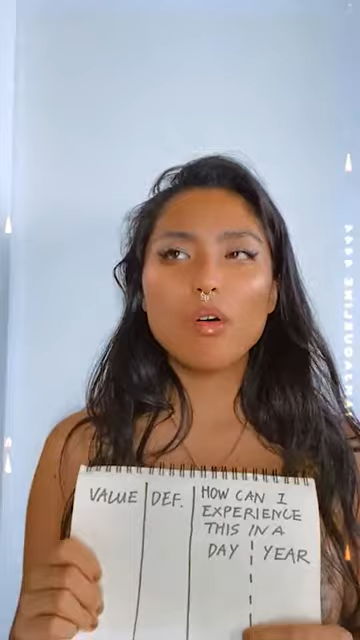 VALUE
DEF.
HOW CAN I
EXPERIENCE
THIS IN A
DAY YEAR